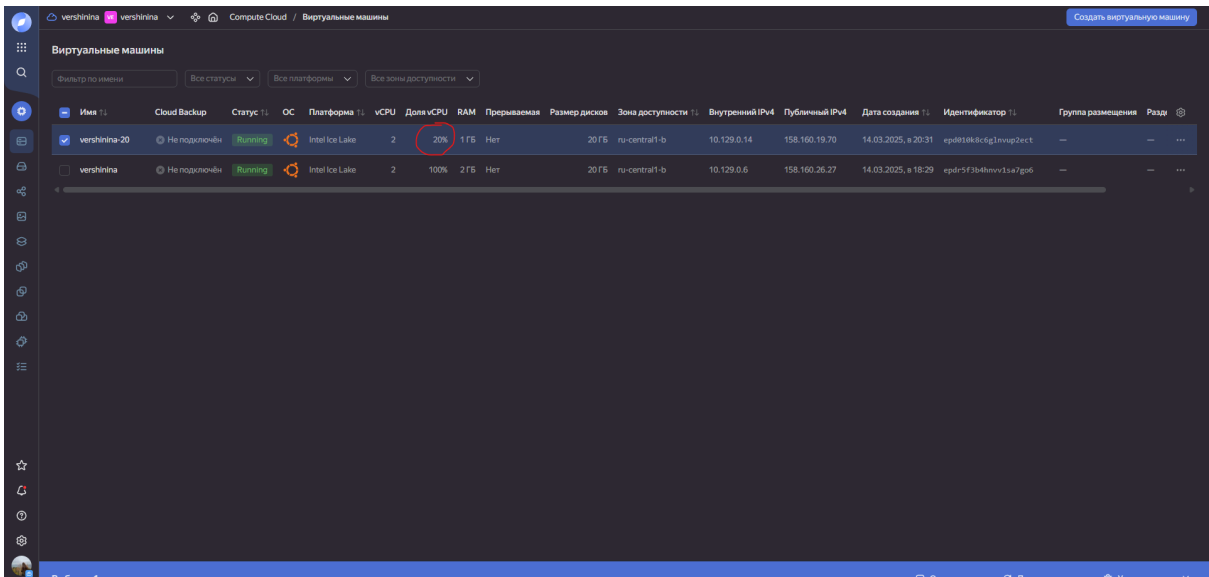 vershinina VE vershinina Compute Cloud / Виртуальные машины Создать виртуальную машину
Виртуальные машины
Фильтр по имени Все статусы Все платформы Все зоны доступности
Имя Cloud Backup Статус ОС Платформа vCPU Доля vCPU RAM Прерываемая Размер дисков Зона доступности Внутренний IPv4 Публичный IPv4 Дата создания Идентификатор Группа размещения
vershinina-20 Не подключён Running Intel Ice Lake 2 20% 1 ГБ Нет 20 ГБ ru-central1-b 10.129.0.14 158.160.19.70 14.03.2025, в 20:31 epd010k8c6glnvup2ect — —
vershinina Не подключён Running Intel Ice Lake 2 100% 2 ГБ Нет 20 ГБ ru-central1-b 10.129.0.6 158.160.26.27 14.03.2025, в 18:29 epdr5f3b4hnvv1sa7go6 — —